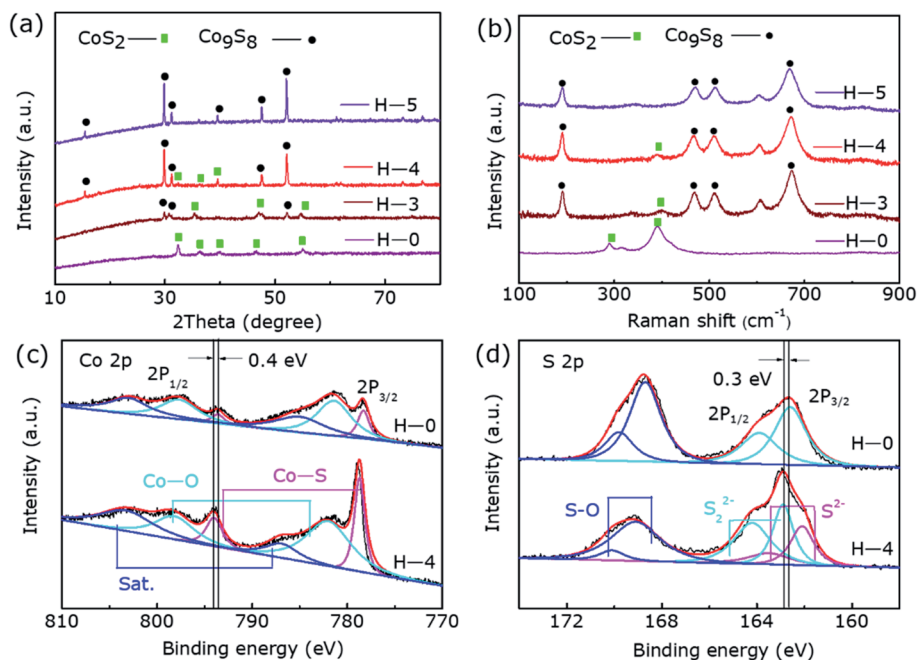 (a)
CoS₂ Co₉S₈
Intensity (a.u.)
H—5
H—4
H—3
H—0
10 30 50 70
2Theta (degree)
(b)
CoS₂ Co₉S₈
Intensity (a.u.)
H—5
H—4
H—3
H—0
100 300 500 700 900
Raman shift (cm⁻¹)
(c) Co 2p
0.4 eV
2P₁/₂
2P₃/₂
H—0
Intensity (a.u.)
Co—O Co—S
H—4
Sat.
810 800 790 780 770
Binding energy (eV)
(d) S 2p
0.3 eV
2P₁/₂ 2P₃/₂
H—0
Intensity (a.u.)
S-O S₂²⁻ S²⁻
H—4
172 168 164 160
Binding energy (eV)